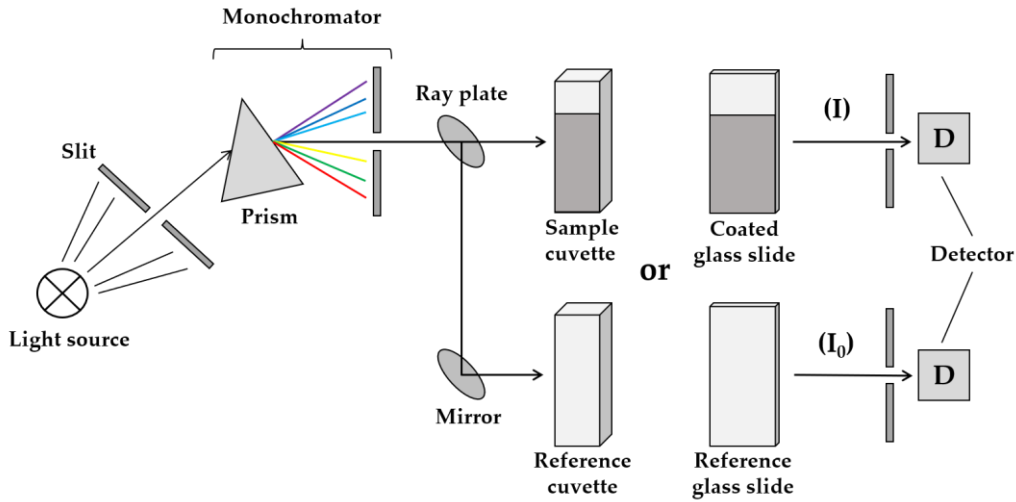 Monochromator
Ray plate
(I)
D
Slit
Prism
Sample
cuvette
Coated
glass slide
Detector
or
Light source
(I₀)
D
Mirror
Reference
cuvette
Reference
glass slide